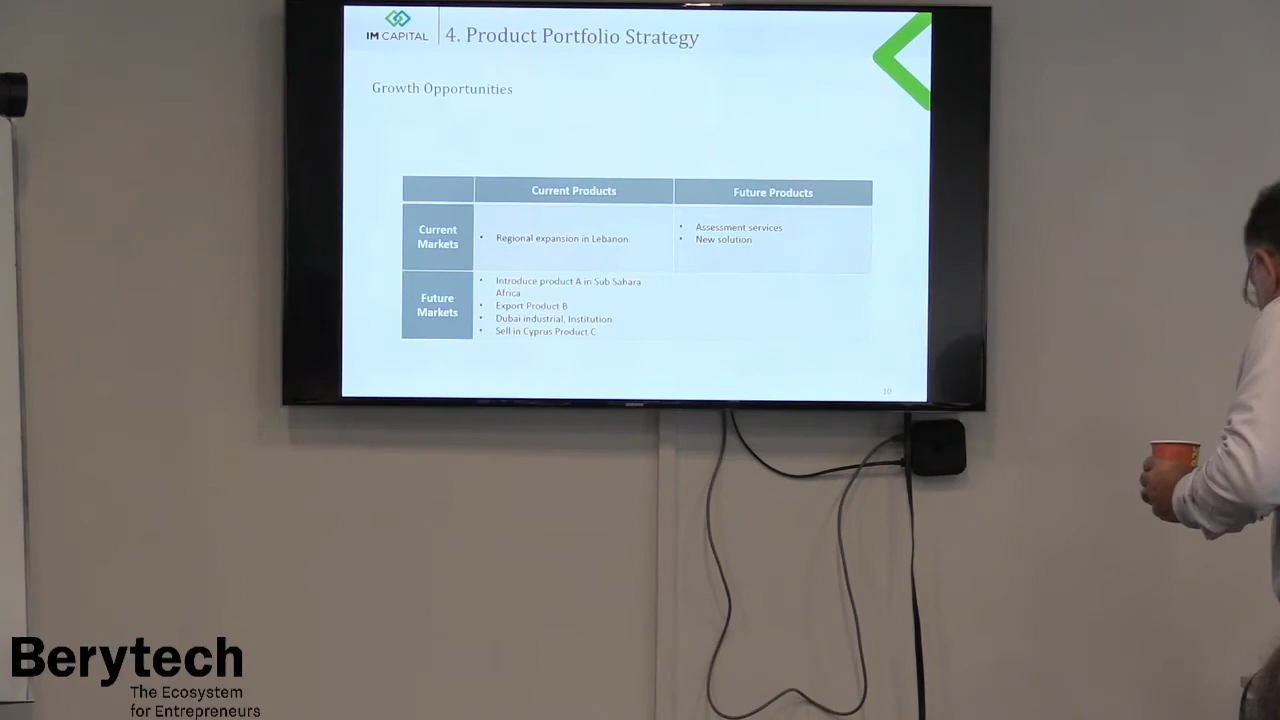 IM CAPITAL
4. Product Portfolio Strategy
Growth Opportunities
Current Products
Future Products
Current
Markets
• Regional expansion in Lebanon
• Assessment services
• New solution
Future
Markets
• Introduce product A in Sub Sahara
Africa
• Export Product B
• Dubai industrial, Institution
• Sell in Cyprus Product C
10
Berytech
The Ecosystem
for Entrepreneurs